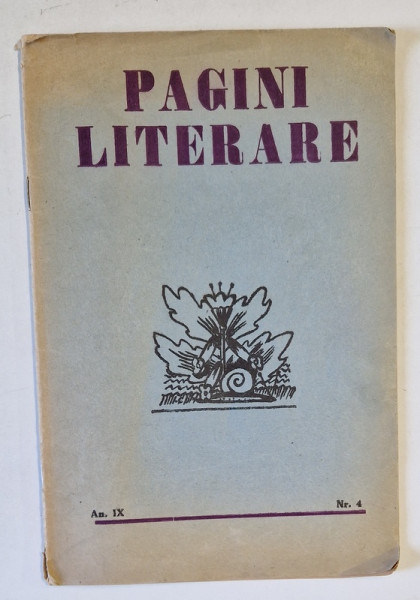 PAGINI
LITERARE
An. IX
Nr. 4